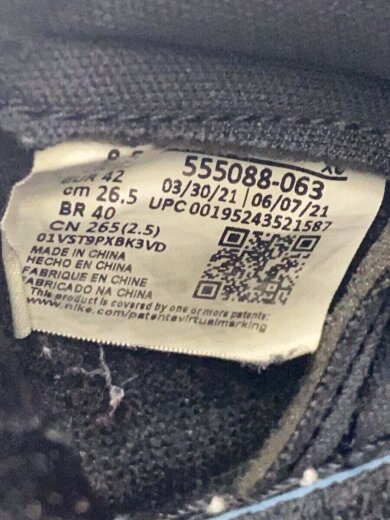 555088-063
EUR 42
03/30/21 | 06/07/21
cm 26.5
UPC 00195243521587
BR 40
CN 265(2.5)
01VST9PXBK3VD
MADE IN CHINA
HECHO EN CHINA
FABRIQUE EN CHINE
FABRICADO NA CHINA
This product is covered by one or more patents:
www.nike.com/patentsvirtualmarking